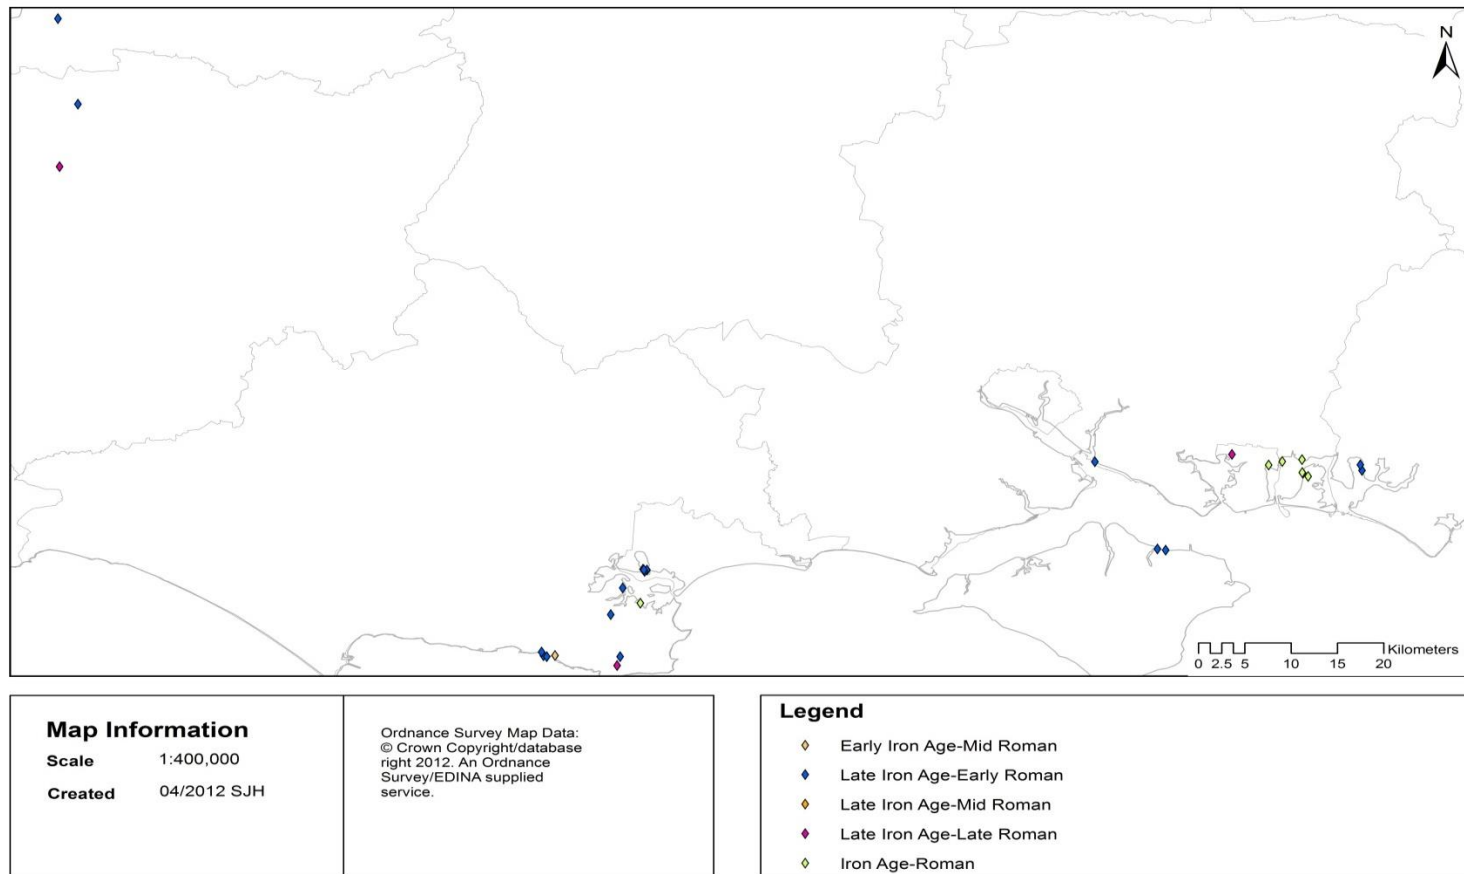 N
Kilometers
0 2.5 5 10 15 20
Map Information
Scale 1:400,000
Created 04/2012 SJH
Ordnance Survey Map Data:
© Crown Copyright/database
right 2012. An Ordnance
Survey/EDINA supplied
service.
Legend
Early Iron Age-Mid Roman
Late Iron Age-Early Roman
Late Iron Age-Mid Roman
Late Iron Age-Late Roman
Iron Age-Roman